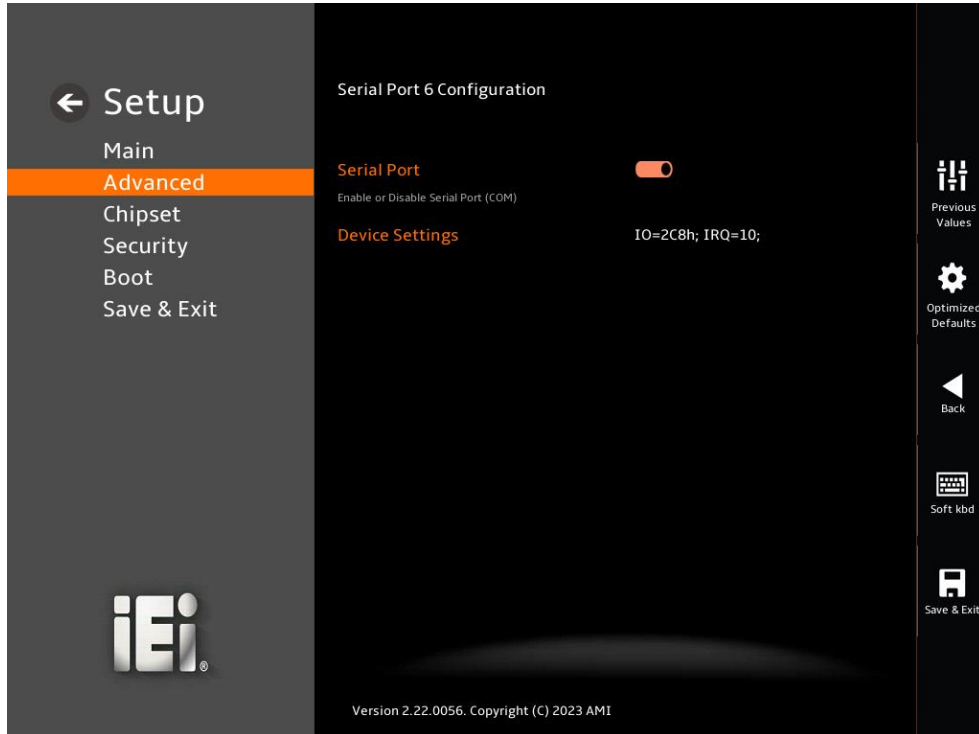 Setup
Main
Advanced
Chipset
Security
Boot
Save & Exit
iEi®
Serial Port 6 Configuration
Serial Port
Enable or Disable Serial Port (COM)
Device Settings
IO=2C8h; IRQ=10;
Version 2.22.0056. Copyright (C) 2023 AMI
Previous
Values
Optimized
Defaults
Back
Soft kbd
Save & Exit